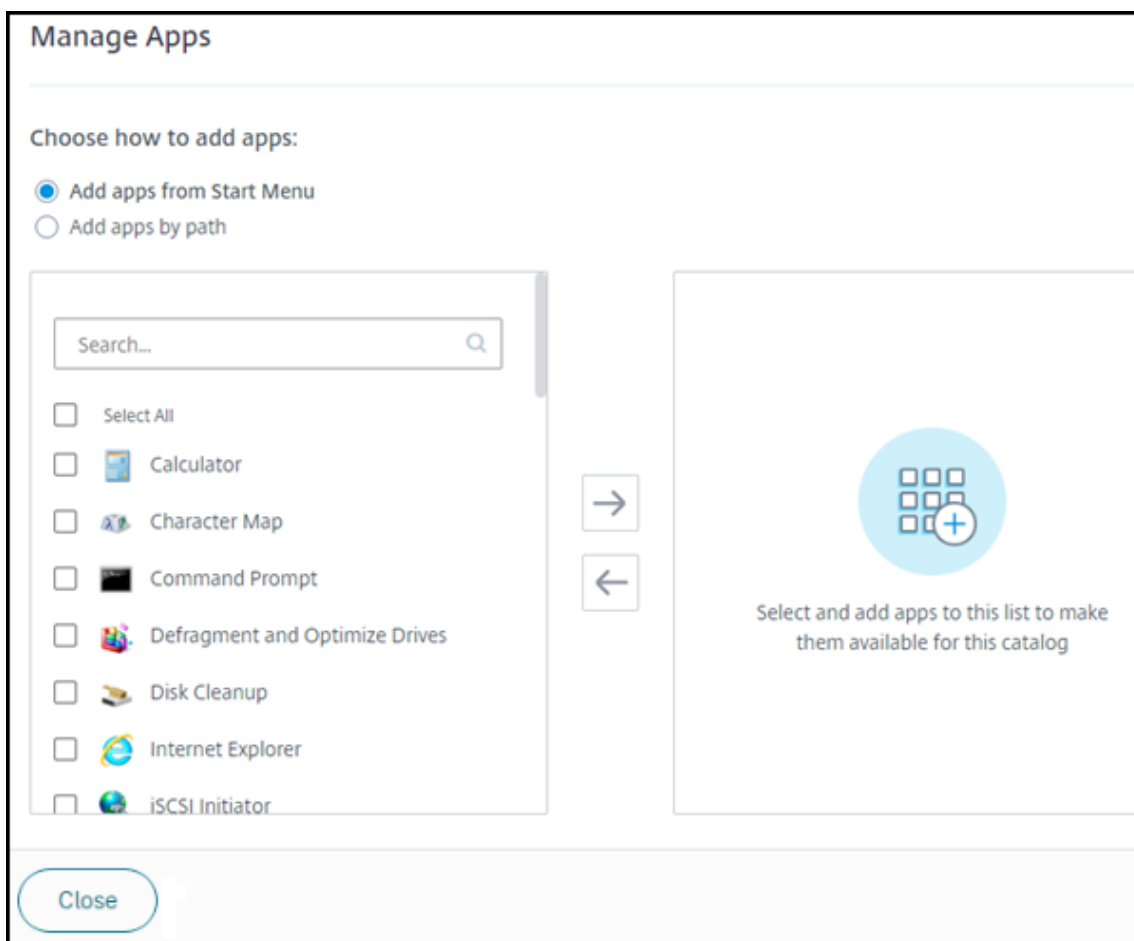 Manage Apps
Choose how to add apps:
Add apps from Start Menu
Add apps by path
Search...
Select All
Calculator
Character Map
Command Prompt
Defragment and Optimize Drives
Disk Cleanup
Internet Explorer
iSCSI Initiator
Select and add apps to this list to make
them available for this catalog
Close